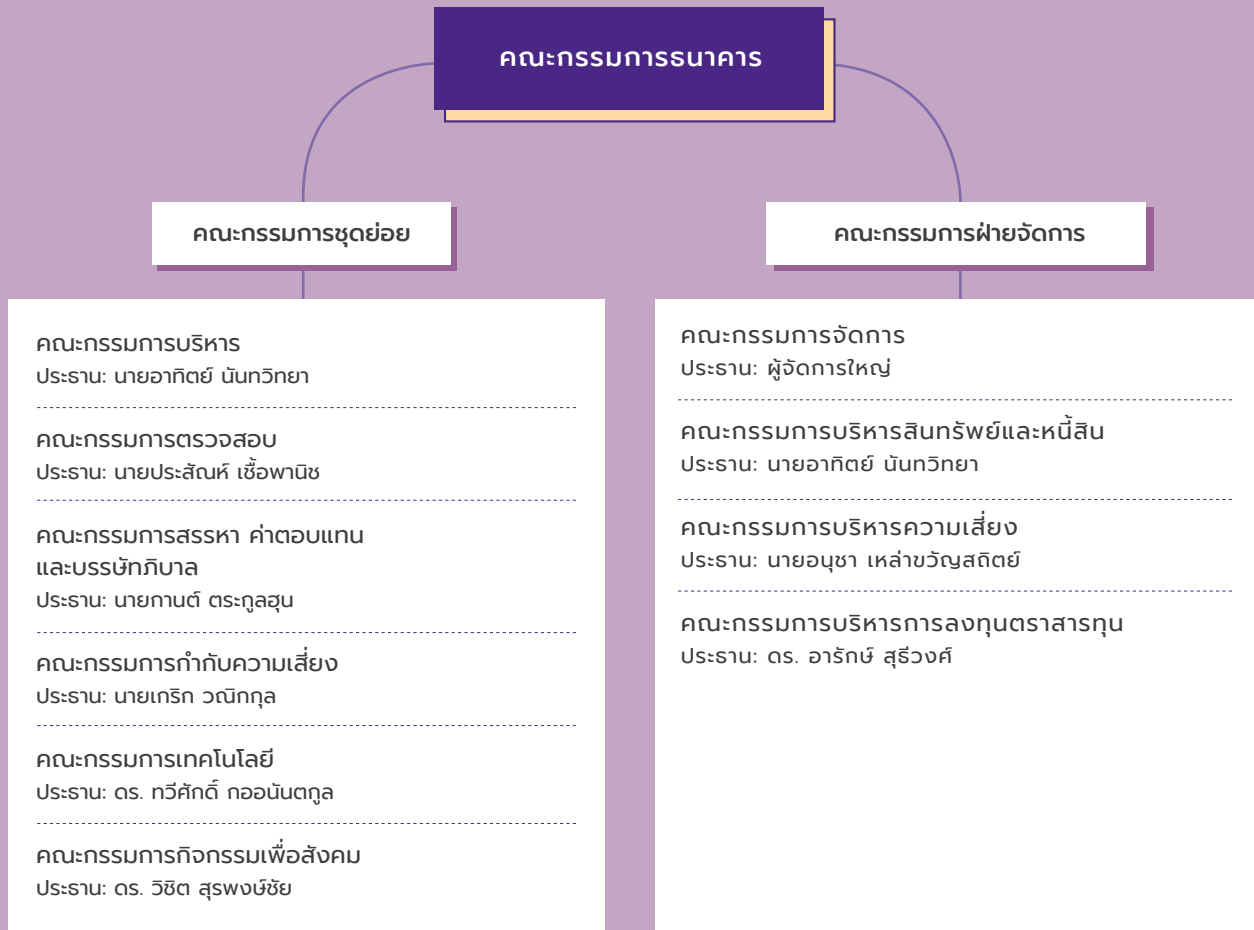 คณะกรรมการธนาคาร
คณะกรรมการชุดย่อย
คณะกรรมการบริหาร
ประธาน: นายอาทิตย์ นันทวิทยา
คณะกรรมการตรวจสอบ
ประธาน: นายประสัณห์ เชื้อพานิช
คณะกรรมการสรรหา ค่าตอบแทน
และบรรษัทภิบาล
ประธาน: นายกานต์ ตระกูลฮุน
คณะกรรมการกำกับความเสี่ยง
ประธาน: นายเกริก วณิกกุล
คณะกรรมการเทคโนโลยี
ประธาน: ดร. ทวีศักดิ์ กออนันตกูล
คณะกรรมการกิจกรรมเพื่อสังคม
ประธาน: ดร. วิชิต สุรพงษ์ชัย
คณะกรรมการฝ่ายจัดการ
คณะกรรมการจัดการ
ประธาน: ผู้จัดการใหญ่
คณะกรรมการบริหารสินทรัพย์และหนี้สิน
ประธาน: นายอาทิตย์ นันทวิทยา
คณะกรรมการบริหารความเสี่ยง
ประธาน: นายอนุชา เหล่าขวัญสถิตย์
คณะกรรมการบริหารการลงทุนตราสารทุน
ประธาน: ดร. อารักษ์ สุธีวงศ์